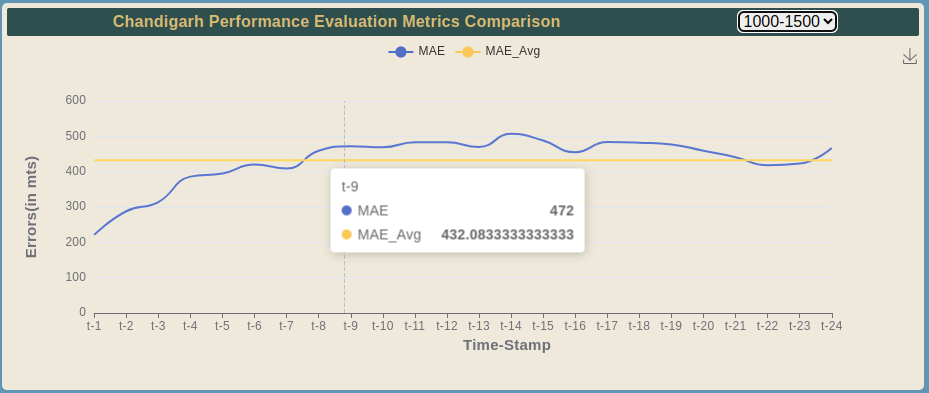 Chandigarh Performance Evaluation Metrics Comparison
1000-1500
MAE MAE_Avg
600
500
400
300
200
100
0
Errors(in mts)
t-9
MAE 472
MAE_Avg 432.0833333333333
t-1 t-2 t-3 t-4 t-5 t-6 t-7 t-8 t-9 t-10 t-11 t-12 t-13 t-14 t-15 t-16 t-17 t-18 t-19 t-20 t-21 t-22 t-23 t-24
Time-Stamp